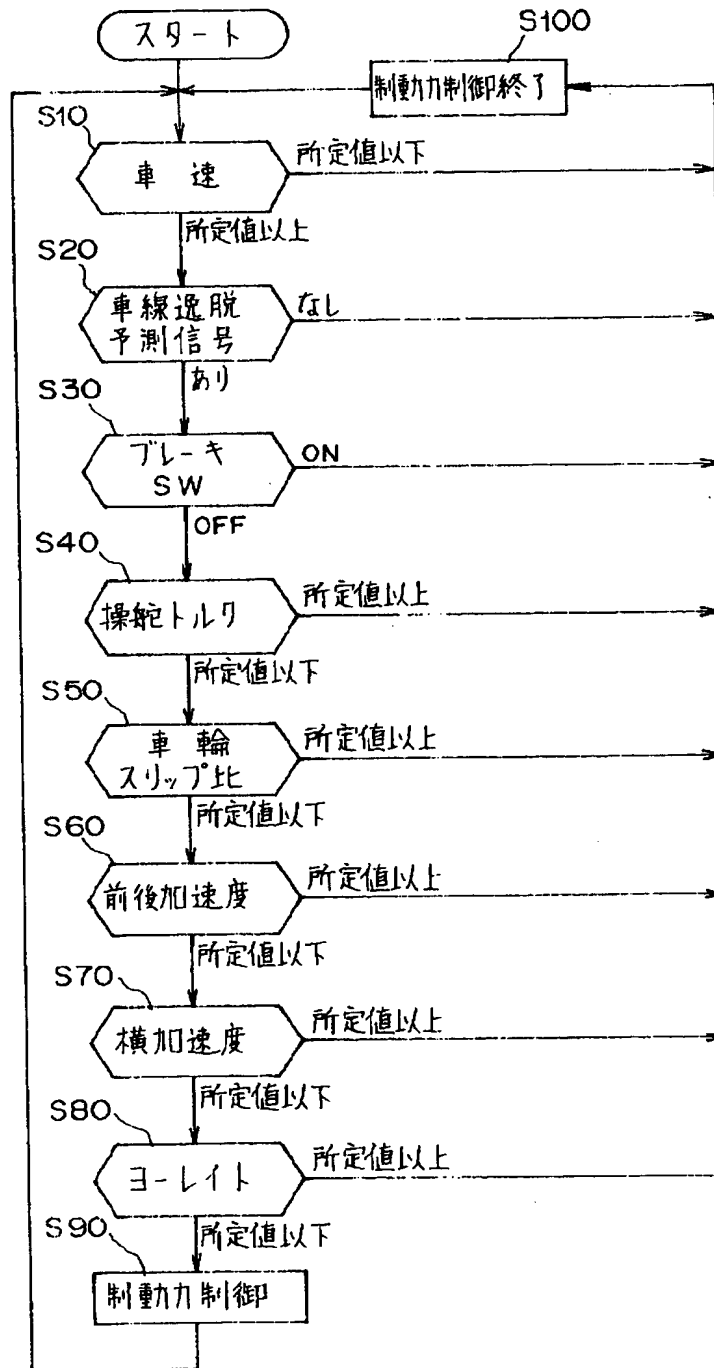 スタート
S100
制動力制御終了
S10
車速
所定値以下
所定値以上
S20
車線逸脱
予測信号
なし
あり
S30
ブレーキ
SW
ON
OFF
S40
操舵トルク
所定値以上
所定値以下
S50
車輪
スリップ比
所定値以上
所定値以下
S60
前後加速度
所定値以上
所定値以下
S70
横加速度
所定値以上
所定値以下
S80
ヨーレイト
所定値以上
所定値以下
S90
制動力制御